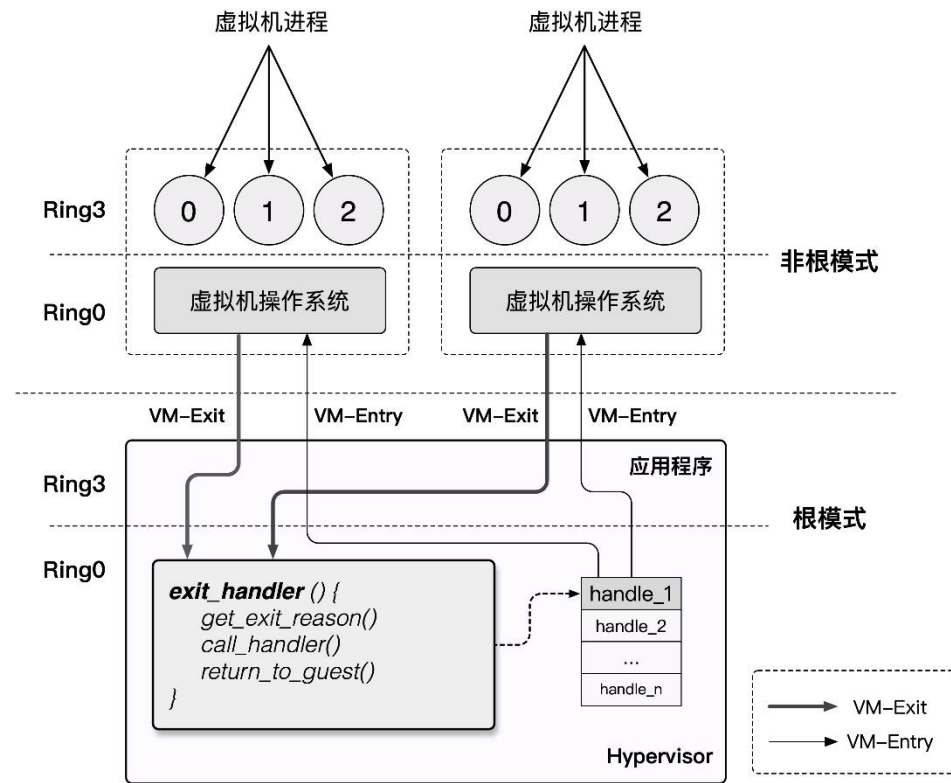 虚拟机进程
虚拟机进程
Ring3
0
1
2
0
1
2
非根模式
Ring0
虚拟机操作系统
虚拟机操作系统
VM-Exit
VM-Entry
VM-Exit
VM-Entry
应用程序
Ring3
根模式
Ring0
exit_handler () {
get_exit_reason()
call_handler()
return_to_guest()
}
handle_1
handle_2
...
handle_n
Hypervisor
VM-Exit
VM-Entry